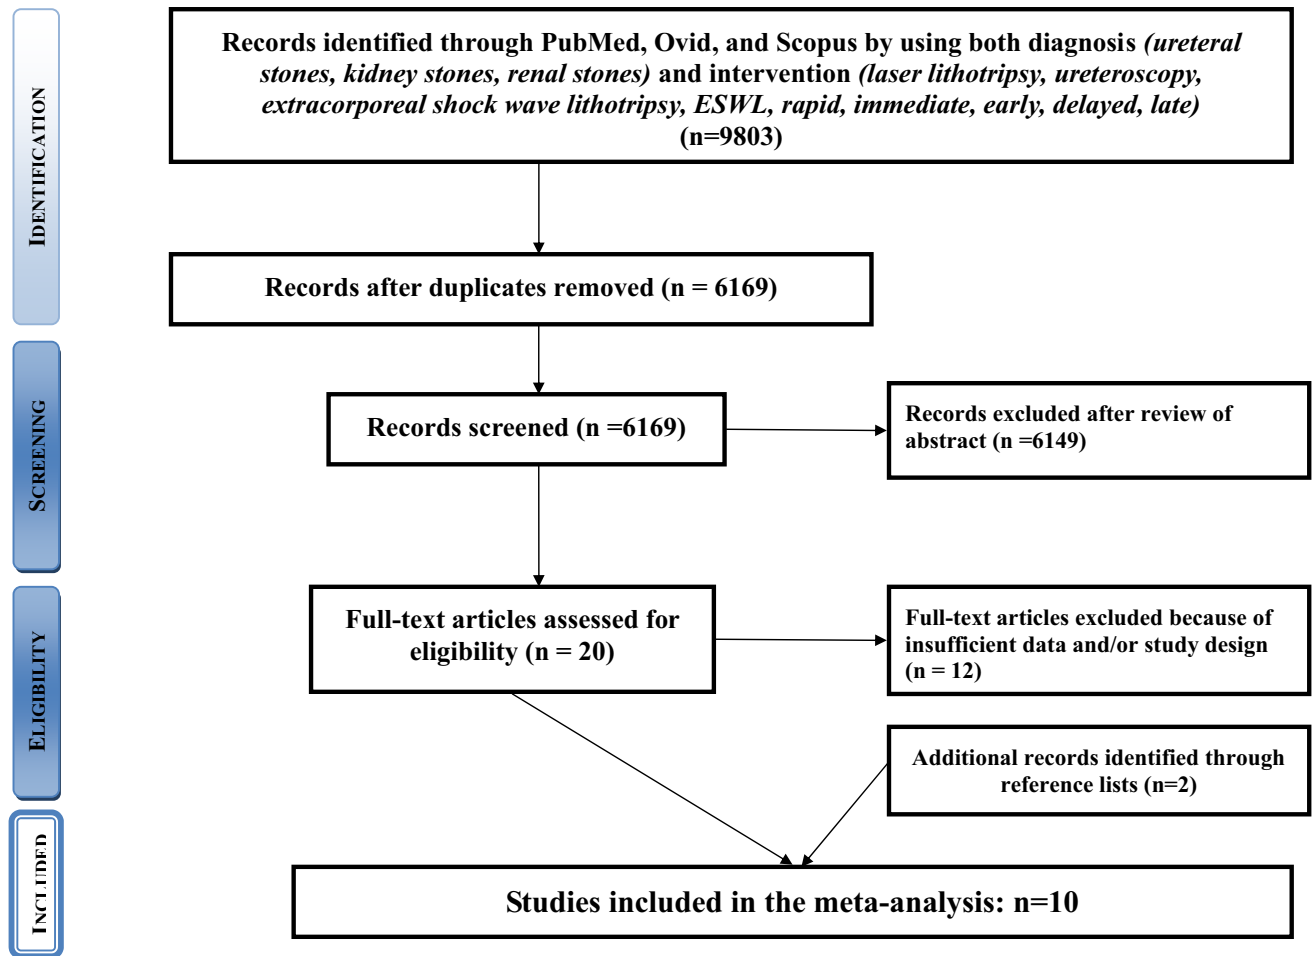 Records identified through PubMed, Ovid, and Scopus by using both diagnosis (ureteral
stones, kidney stones, renal stones) and intervention (laser lithotripsy, ureteroscopy,
extracorporeal shock wave lithotripsy, ESWL, rapid, immediate, early, delayed, late)
(n=9803)
IDENTIFICATION
Records after duplicates removed (n = 6169)
SCREENING
Records screened (n =6169)
Records excluded after review of
abstract (n =6149)
ELIGIBILITY
Full-text articles assessed for
eligibility (n = 20)
Full-text articles excluded because of
insufficient data and/or study design
(n = 12)
Additional records identified through
reference lists (n=2)
INCLUDED
Studies included in the meta-analysis: n=10